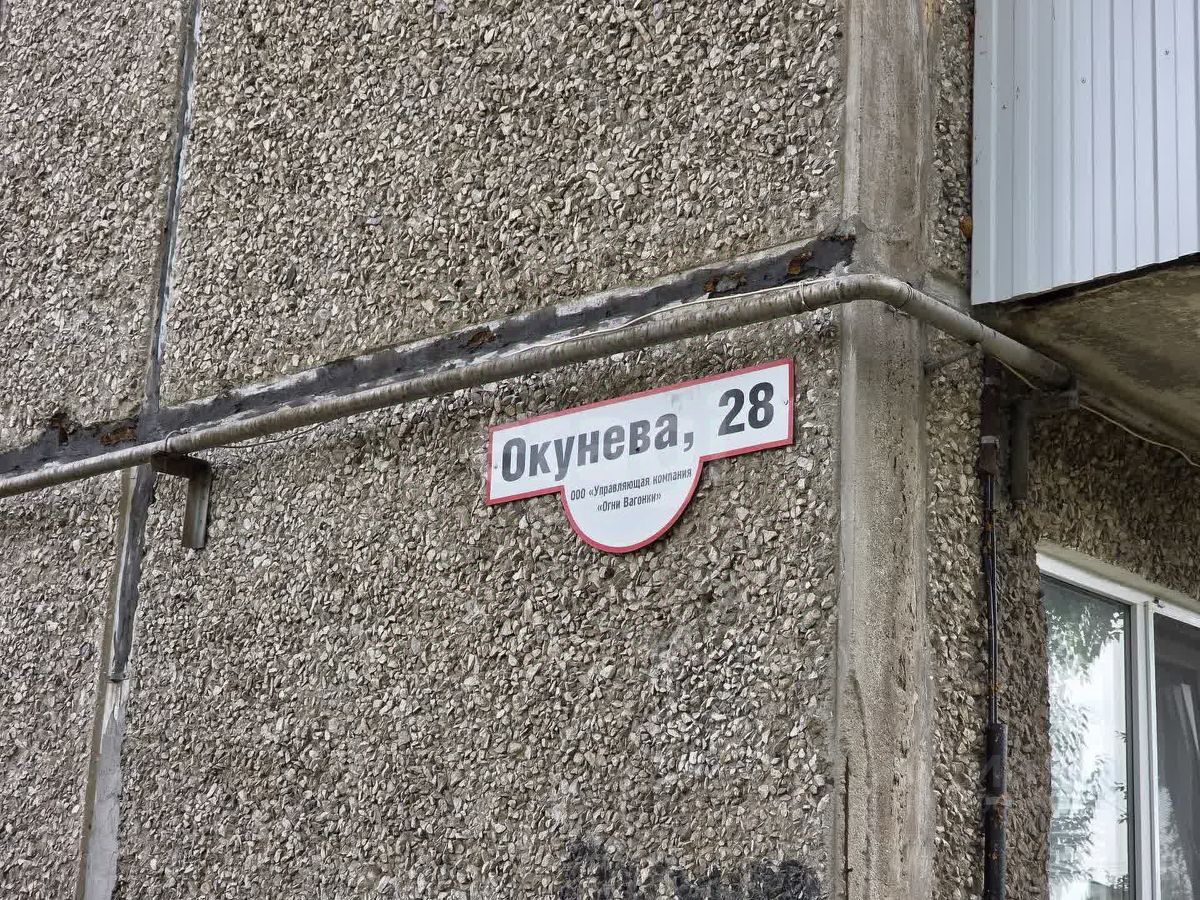 Окунева, 28
ООО «Управляющая компания
«Огни Вагонки»